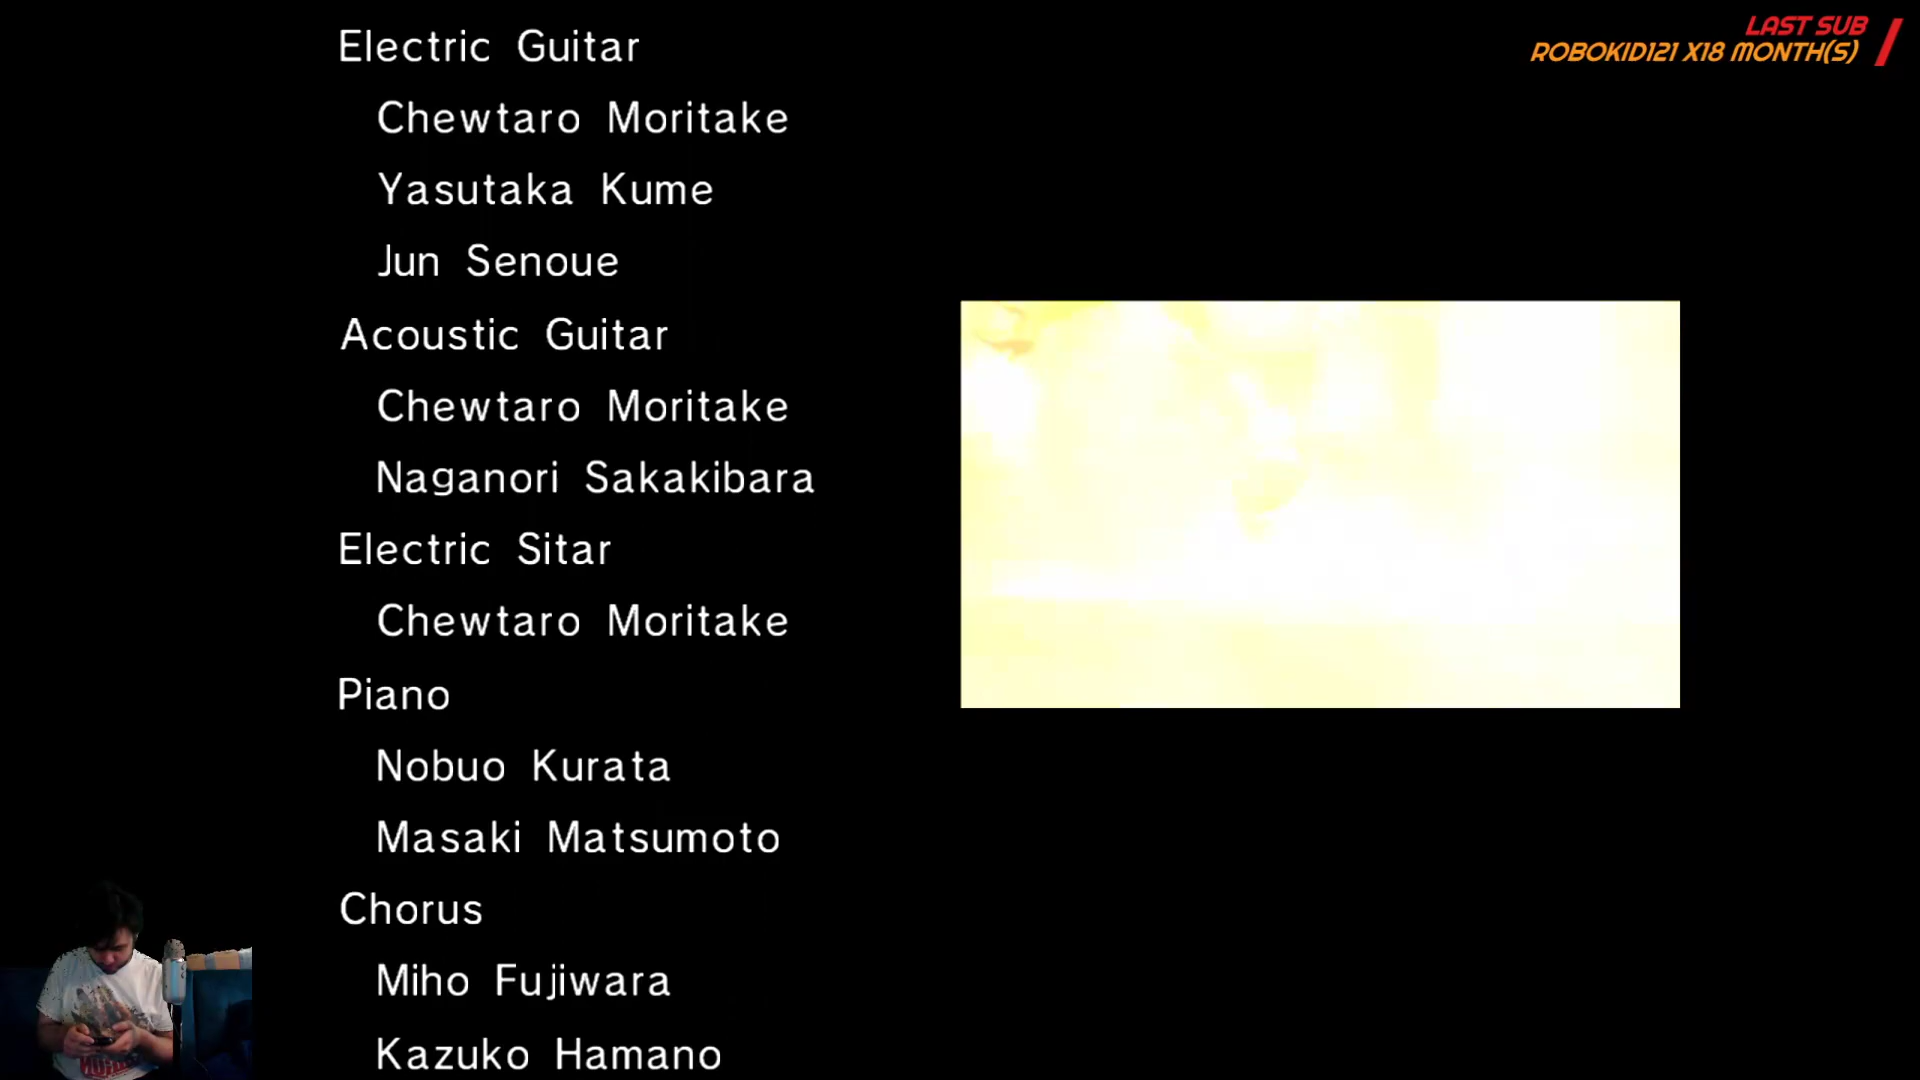 LAST SUB
ROBOKID121 X18 MONTH(S)
Electric Guitar
Chewtaro Moritake
Yasutaka Kume
Jun Senoue
Acoustic Guitar
Chewtaro Moritake
Naganori Sakakibara
Electric Sitar
Chewtaro Moritake
Piano
Nobuo Kurata
Masaki Matsumoto
Chorus
Miho Fujiwara
Kazuko Hamano